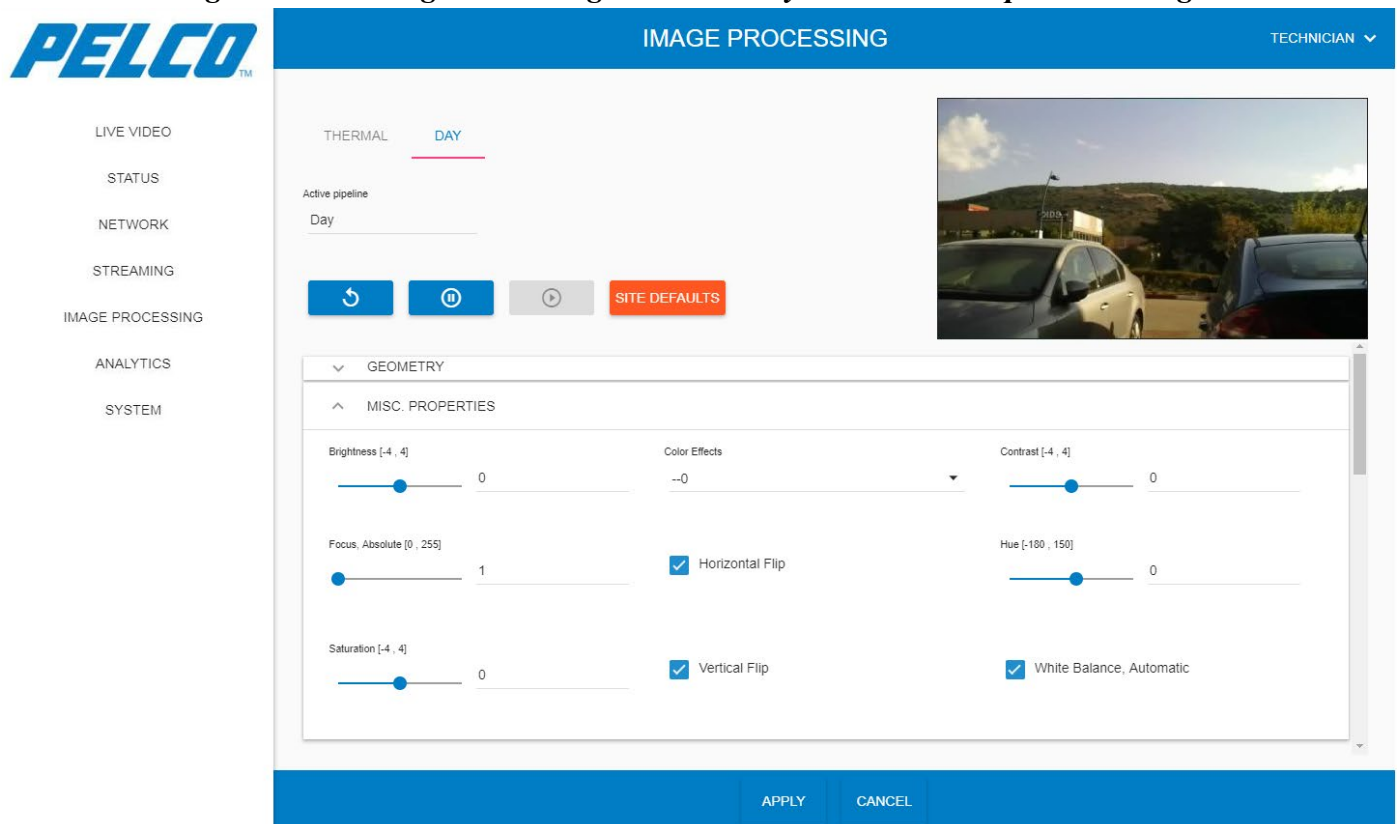 PELCO
TM
IMAGE PROCESSING
TECHNICIAN
LIVE VIDEO
STATUS
NETWORK
STREAMING
IMAGE PROCESSING
ANALYTICS
SYSTEM
THERMAL DAY
Active pipeline
Day
SITE DEFAULTS
GEOMETRY
MISC. PROPERTIES
Brightness [-4 , 4]
0
Color Effects
--0
Contrast [-4 , 4]
0
Focus, Absolute [0 , 255]
1
Horizontal Flip
Hue [-180 , 150]
0
Saturation [-4 , 4]
0
Vertical Flip
White Balance, Automatic
APPLY CANCEL